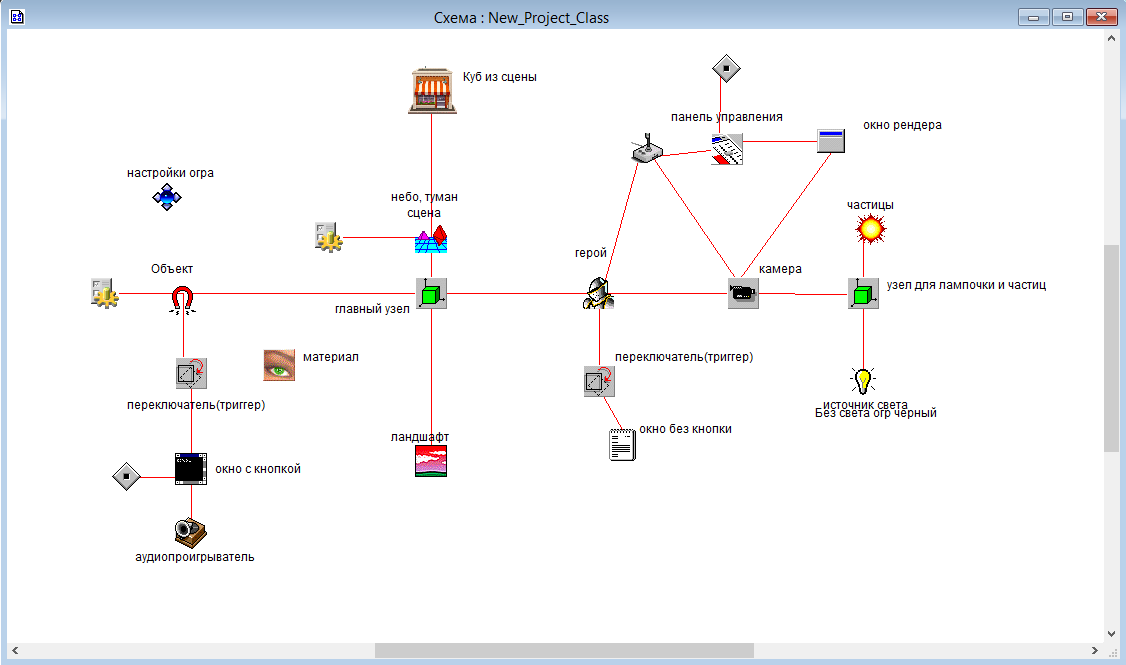 Схема : New_Project_Class
Куб из сцены
панель управления
окно рендера
настройки огра
небо, туман
сцена
частицы
герой
Объект
камера
узел для лампочки и частиц
главный узел
материал
переключатель(триггер)
переключатель(триггер)
источник света
Без света огр черный
окно без кнопки
ландшафт
окно с кнопкой
аудиопроигрыватель